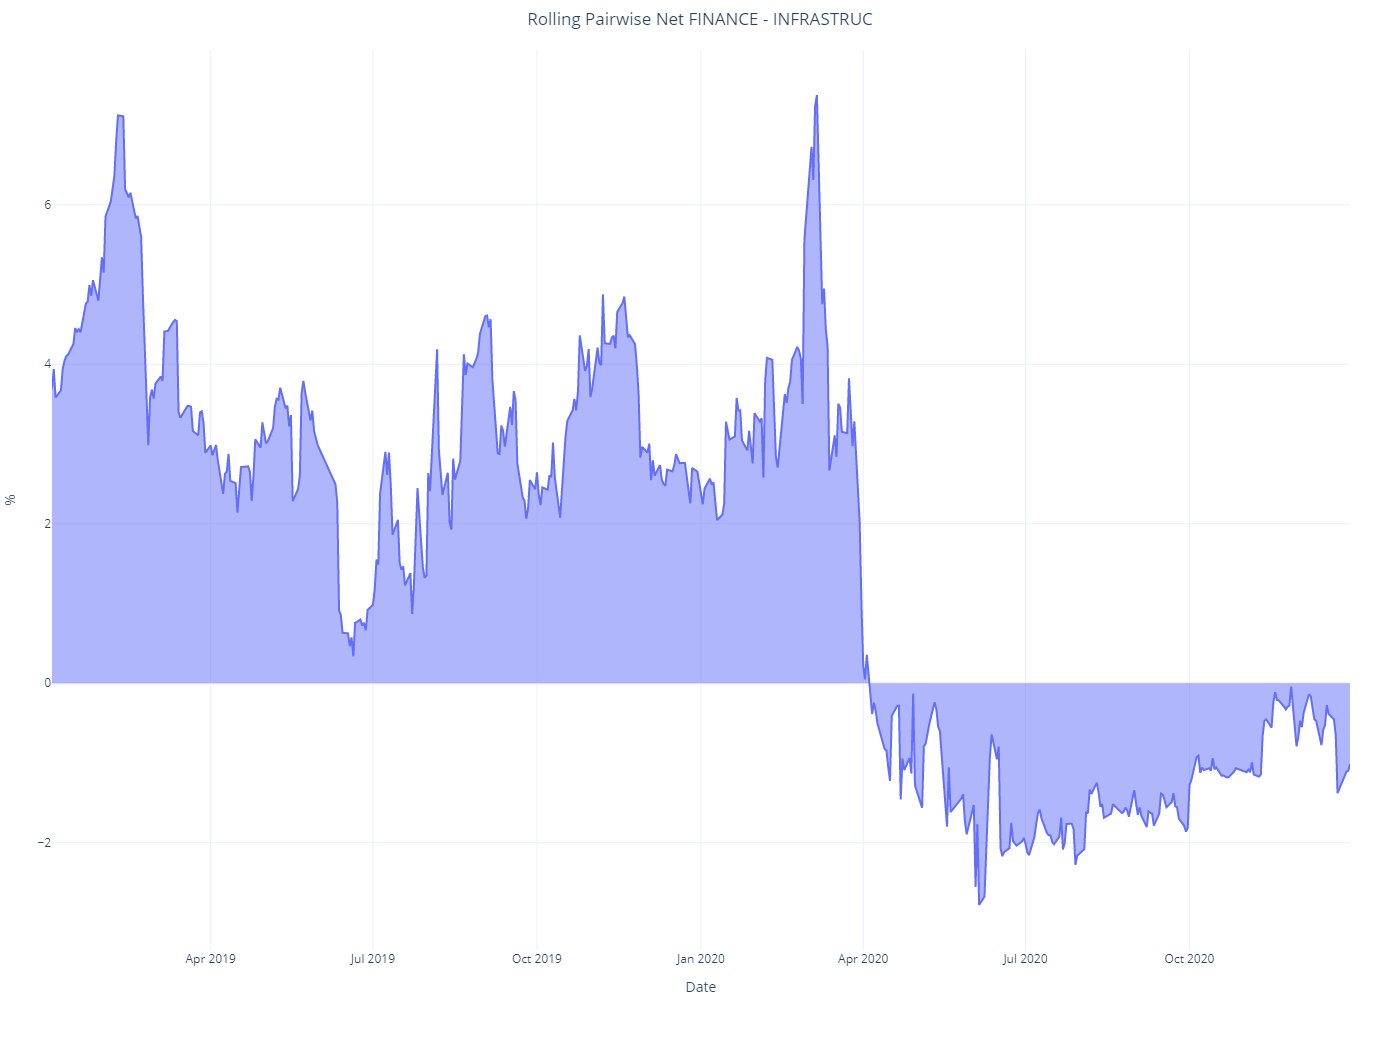 Rolling Pairwise Net FINANCE - INFRASTRUC
6
4
2
0
−2
%
Apr 2019 Jul 2019 Oct 2019 Jan 2020 Apr 2020 Jul 2020 Oct 2020
Date